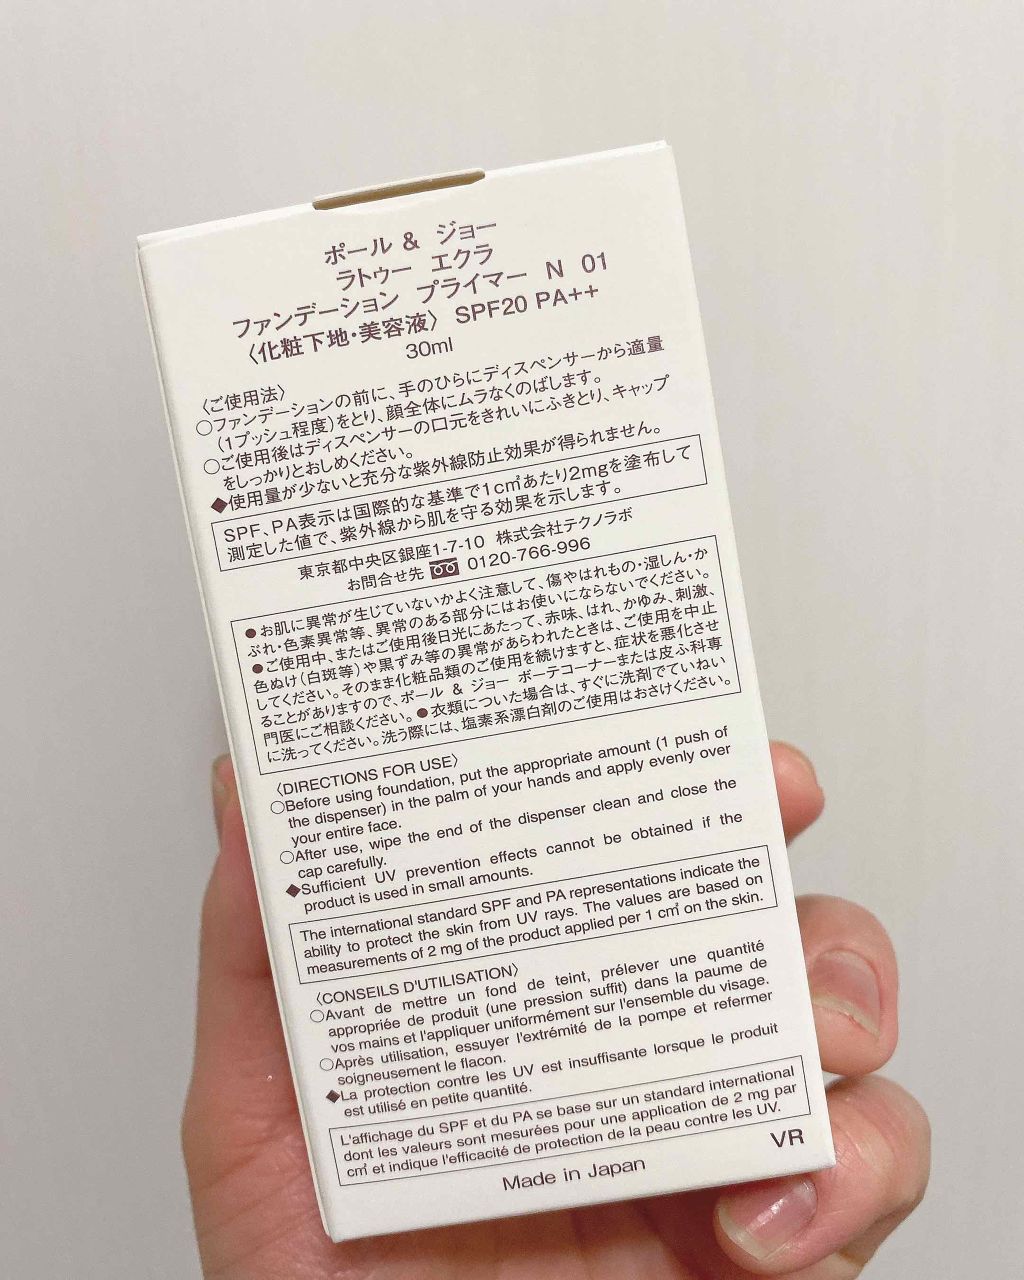 ポール & ジョー
ラトゥー エクラ
ファンデーション プライマー N 01
〈化粧下地・美容液〉 SPF20 PA++
30ml
〈ご使用法〉
○ファンデーションの前に、手のひらにディスペンサーから適量
(1プッシュ程度)をとり、顔全体にムラなくのばします。
○ご使用後はディスペンサーの口元をきれいにふきとり、キャップ
をしっかりとおしめください。
◆使用量が少ないと充分な紫外線防止効果が得られません。
SPF、PA表示は国際的な基準で1c㎡あたり2mgを塗布して
測定した値で、紫外線から肌を守る効果を示します。
東京都中央区銀座1-7-10 株式会社テクノラボ
お問合せ先 0120-766-996
●お肌に異常が生じていないかよく注意して、傷やはれもの・湿しん・か
ぶれ・色素異常等、異常のある部分にはお使いにならないでください。
●ご使用中、またはご使用後日光にあたって、赤味、はれ、かゆみ、刺激、
色ぬけ(白斑等)や黒ずみ等の異常があらわれたときは、ご使用を中止
してください。そのまま化粧品類のご使用を続けますと、症状を悪化させ
ることがありますので、ポール & ジョー ボーテコーナーまたは皮ふ科専
門医にご相談ください。●衣類についた場合は、すぐに洗剤でていねい
に洗ってください。洗う際には、塩素系漂白剤のご使用はおさけください。
〈DIRECTIONS FOR USE〉
○Before using foundation, put the appropriate amount (1 push of
the dispenser) in the palm of your hands and apply evenly over
your entire face.
○After use, wipe the end of the dispenser clean and close the
cap carefully.
◆Sufficient UV prevention effects cannot be obtained if the
product is used in small amounts.
The international standard SPF and PA representations indicate the
ability to protect the skin from UV rays. The values are based on
measurements of 2 mg of the product applied per 1 c㎡ on the skin.
〈CONSEILS D'UTILISATION〉
○Avant de mettre un fond de teint, prélever une quantité
appropriée de produit (une pression suffit) dans la paume de
vos mains et l'appliquer uniformément sur l'ensemble du visage.
○Après utilisation, essuyer l'extrémité de la pompe et refermer
soigneusement le flacon.
◆La protection contre les UV est insuffisante lorsque le produit
est utilisé en petite quantité.
L'affichage du SPF et du PA se base sur un standard international
dont les valeurs sont mesurées pour une application de 2 mg par
c㎡ et indique l'efficacité de protection de la peau contre les UV.
VR
Made in Japan